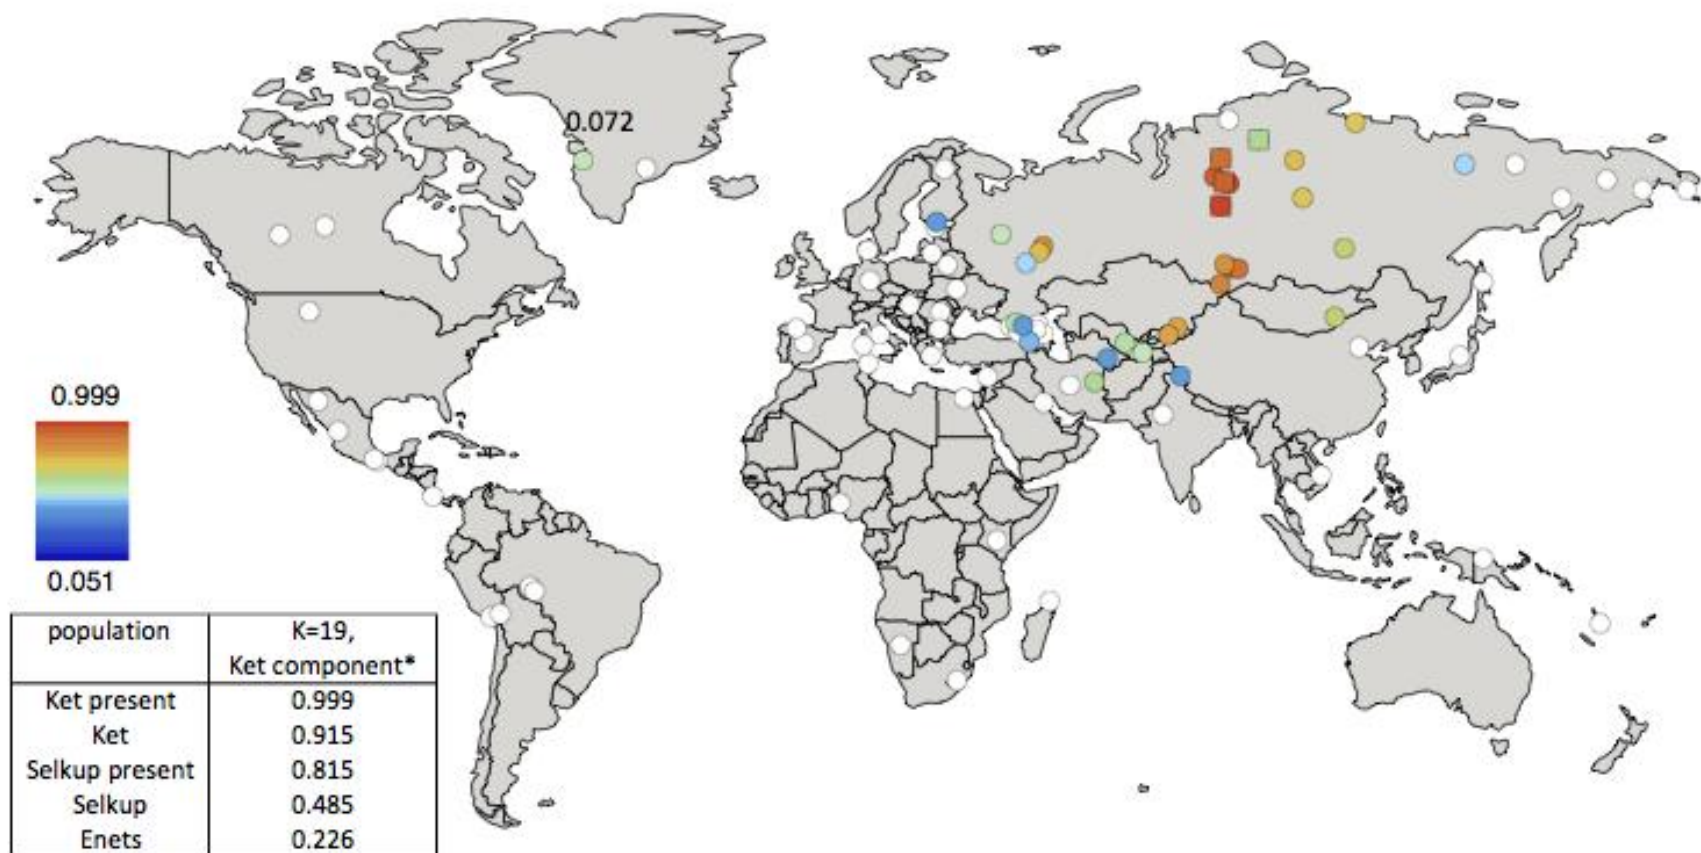 0.072
0.999
0.051
population K=19,
Ket component*
Ket present 0.999
Ket 0.915
Selkup present 0.815
Selkup 0.485
Enets 0.226